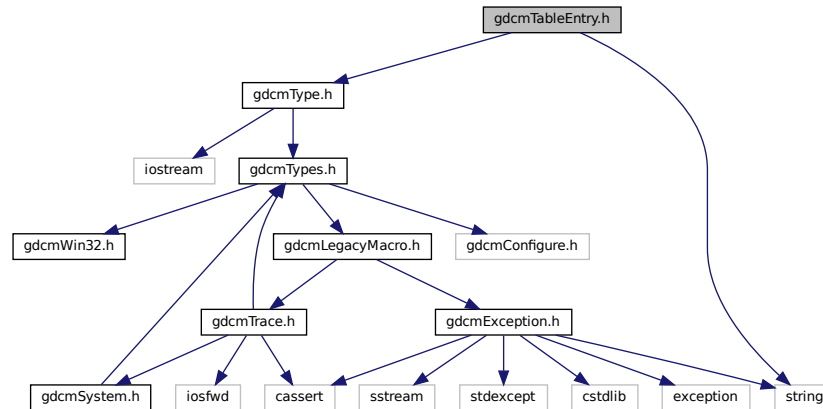 gdcmTableEntry.h
gdcmType.h
iostream
gdcmTypes.h
gdcmWin32.h
gdcmLegacyMacro.h
gdcmConfigure.h
gdcmTrace.h
gdcmException.h
gdcmSystem.h
iosfwd
cassert
sstream
stdexcept
cstdlib
exception
string